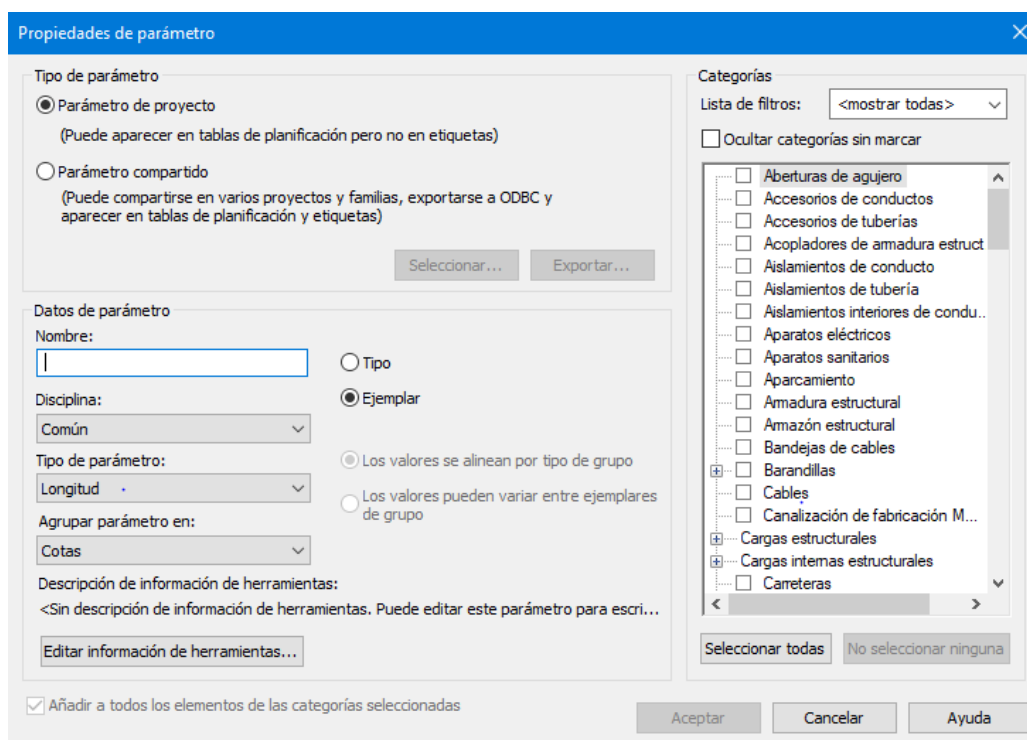 Propiedades de parámetro
Tipo de parámetro
Parámetro de proyecto
(Puede aparecer en tablas de planificación pero no en etiquetas)
Parámetro compartido
(Puede compartirse en varios proyectos y familias, exportarse a ODBC y
aparecer en tablas de planificación y etiquetas)
Seleccionar...
Exportar...
Datos de parámetro
Nombre:
Tipo
Ejemplar
Disciplina:
Común
Tipo de parámetro:
Longitud
Los valores se alinean por tipo de grupo
Los valores pueden variar entre ejemplares
de grupo
Agrupar parámetro en:
Cotas
Descripción de información de herramientas:
<Sin descripción de información de herramientas. Puede editar este parámetro para escri...
Editar información de herramientas...
Añadir a todos los elementos de las categorías seleccionadas
Categorías
Lista de filtros:
<mostrar todas>
Ocultar categorías sin marcar
Aberturas de agujero
Accesorios de conductos
Accesorios de tuberías
Acopladores de armadura estruct
Aislamientos de conducto
Aislamientos de tubería
Aislamientos interiores de condu..
Aparatos eléctricos
Aparatos sanitarios
Aparcamiento
Armadura estructural
Armazón estructural
Bandejas de cables
Barandillas
Cables
Canalización de fabricación M...
Cargas estructurales
Cargas internas estructurales
Carreteras
Seleccionar todas
No seleccionar ninguna
Aceptar
Cancelar
Ayuda